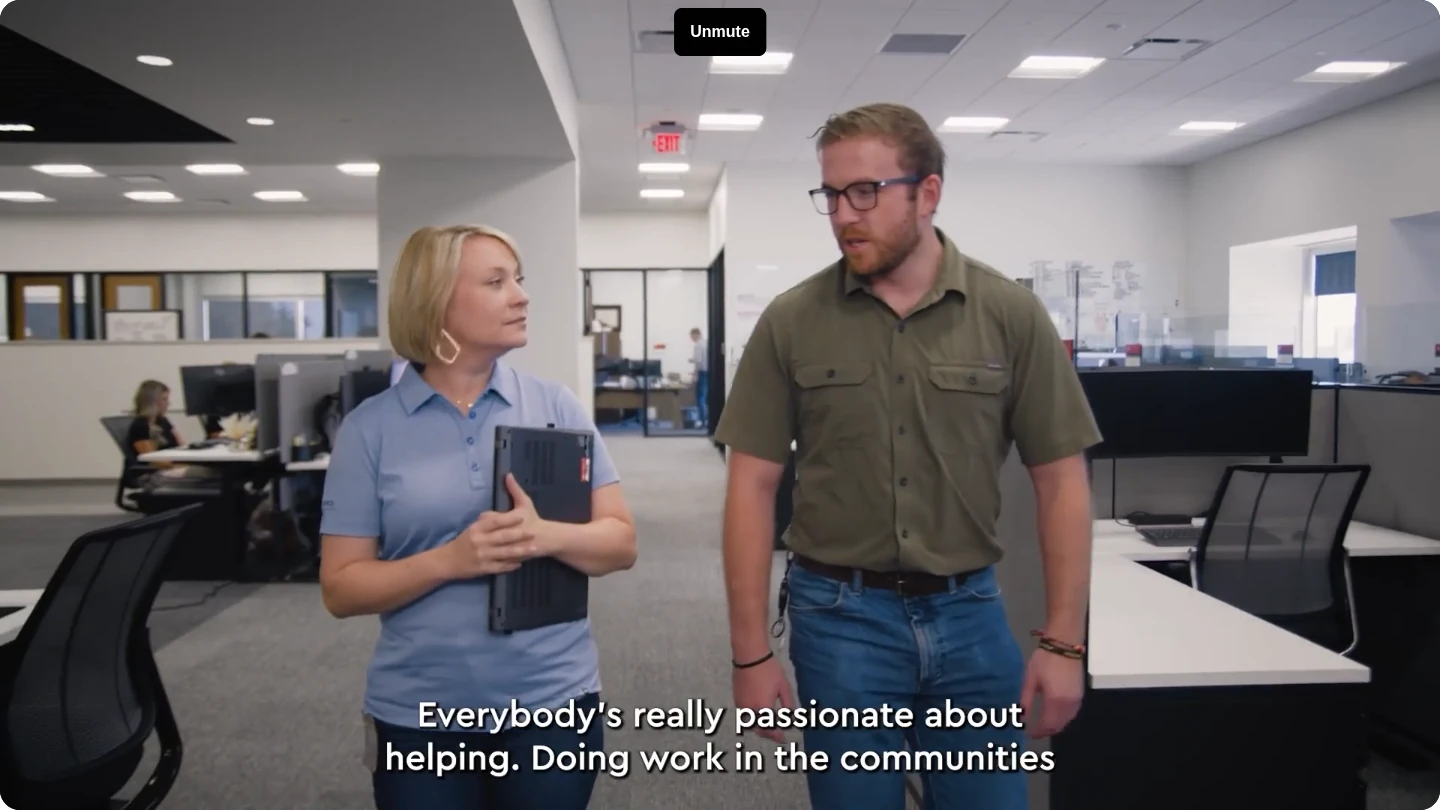 Unmute
EXIT
Everybody's really passionate about
helping. Doing work in the communities